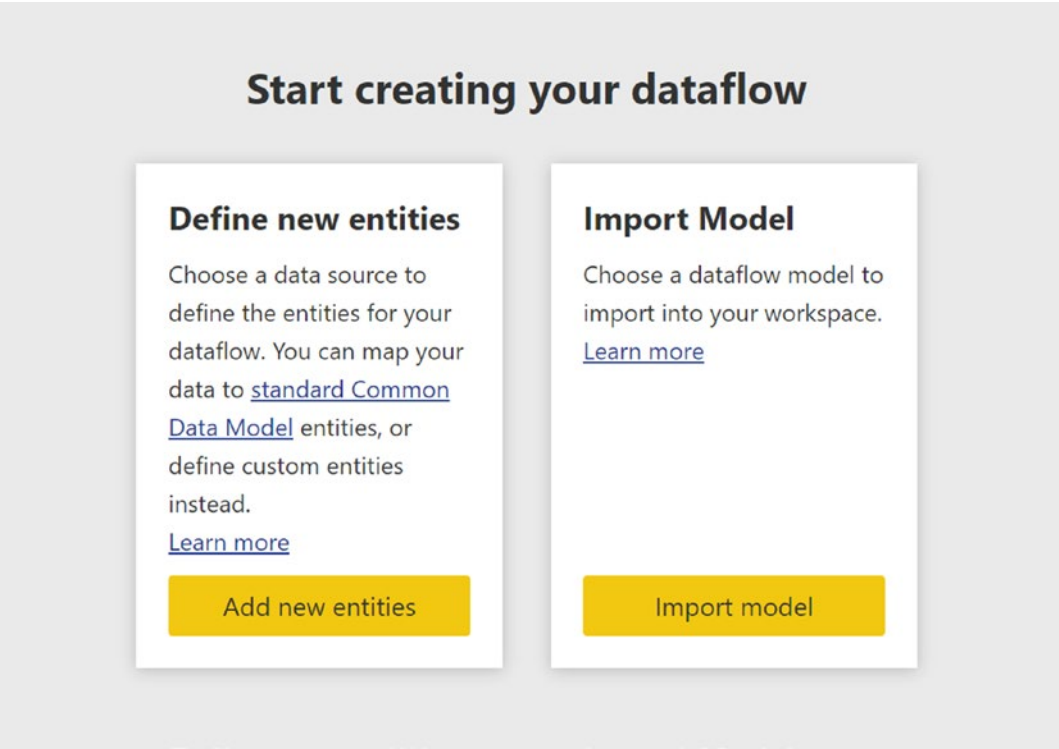 Start creating your dataflow
Define new entities
Choose a data source to
define the entities for your
dataflow. You can map your
data to standard Common
Data Model entities, or
define custom entities
instead.
Learn more
Add new entities
Import Model
Choose a dataflow model to
import into your workspace.
Learn more
Import model